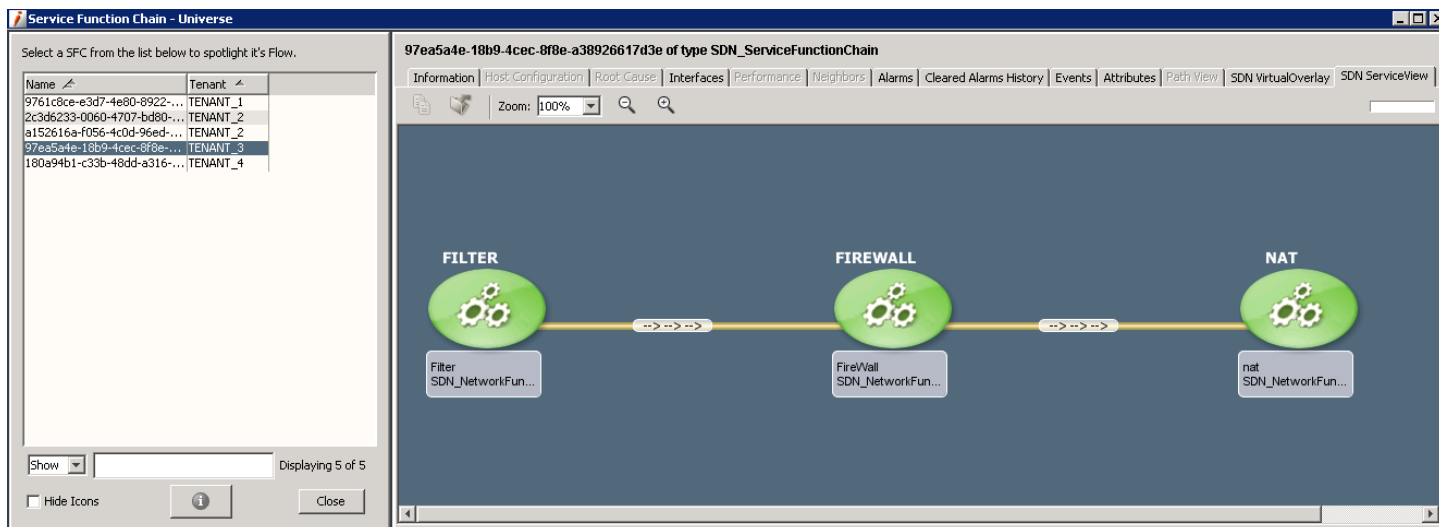 Service Function Chain - Universe
Select a SFC from the list below to spotlight it's Flow.
Name Tenant
9761c8ce-e3d7-4e80-8922-... TENANT_1
2c3d6233-0060-4707-bd80-... TENANT_2
a152616a-f056-4c0d-96ed-... TENANT_2
97ea5a4e-18b9-4cec-8f8e-... TENANT_3
180a94b1-c33b-48dd-a316-... TENANT_4
Show Displaying 5 of 5
Hide Icons Close
97ea5a4e-18b9-4cec-8f8e-a38926617d3e of type SDN_ServiceFunctionChain
Information Host Configuration Root Cause Interfaces Performance Neighbors Alarms Cleared Alarms History Events Attributes Path View SDN VirtualOverlay SDN ServiceView
Zoom: 100%
FILTER FIREWALL NAT
--> --> --> --> --> -->
Filter FireWall nat
SDN_NetworkFun... SDN_NetworkFun... SDN_NetworkFun...